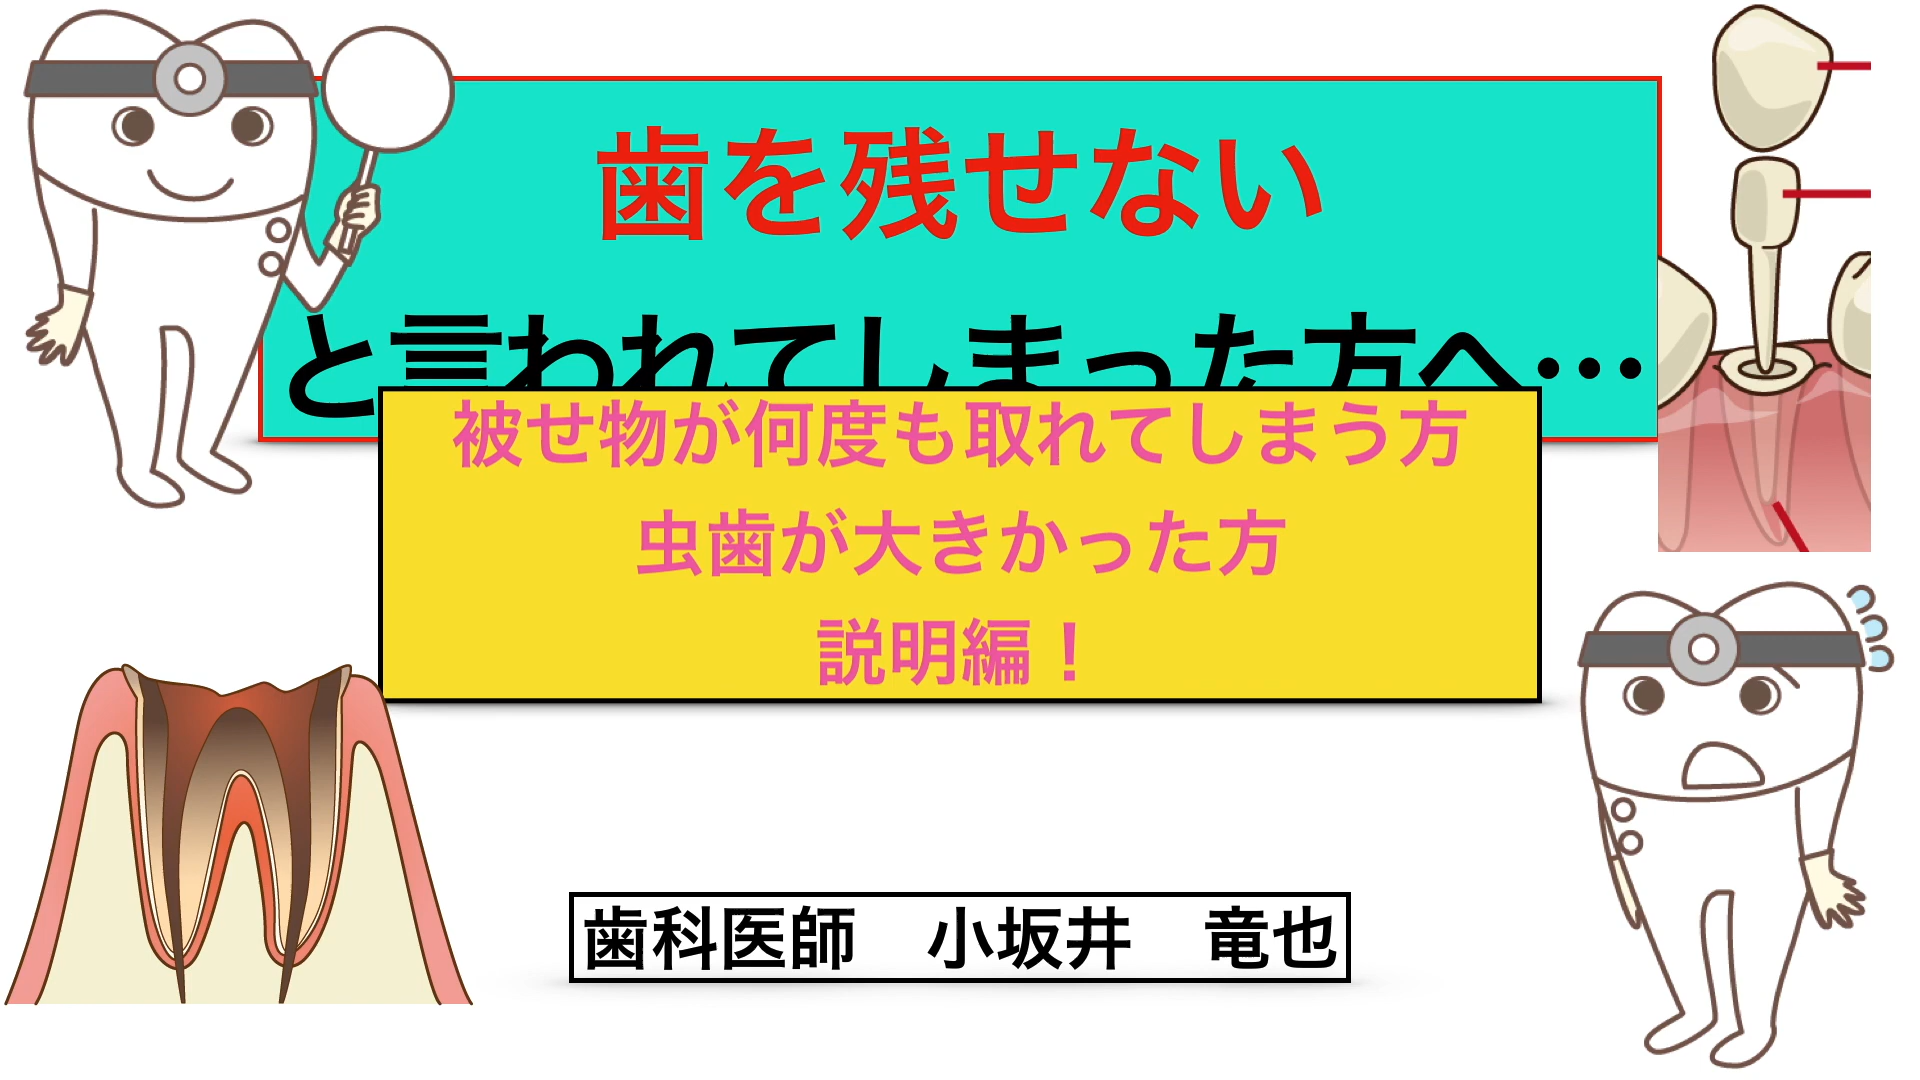 歯を残せない
と言われてしまった方へ…
被せ物が何度も取れてしまう方
虫歯が大きかった方
説明編！
歯科医師　小坂井　竜也